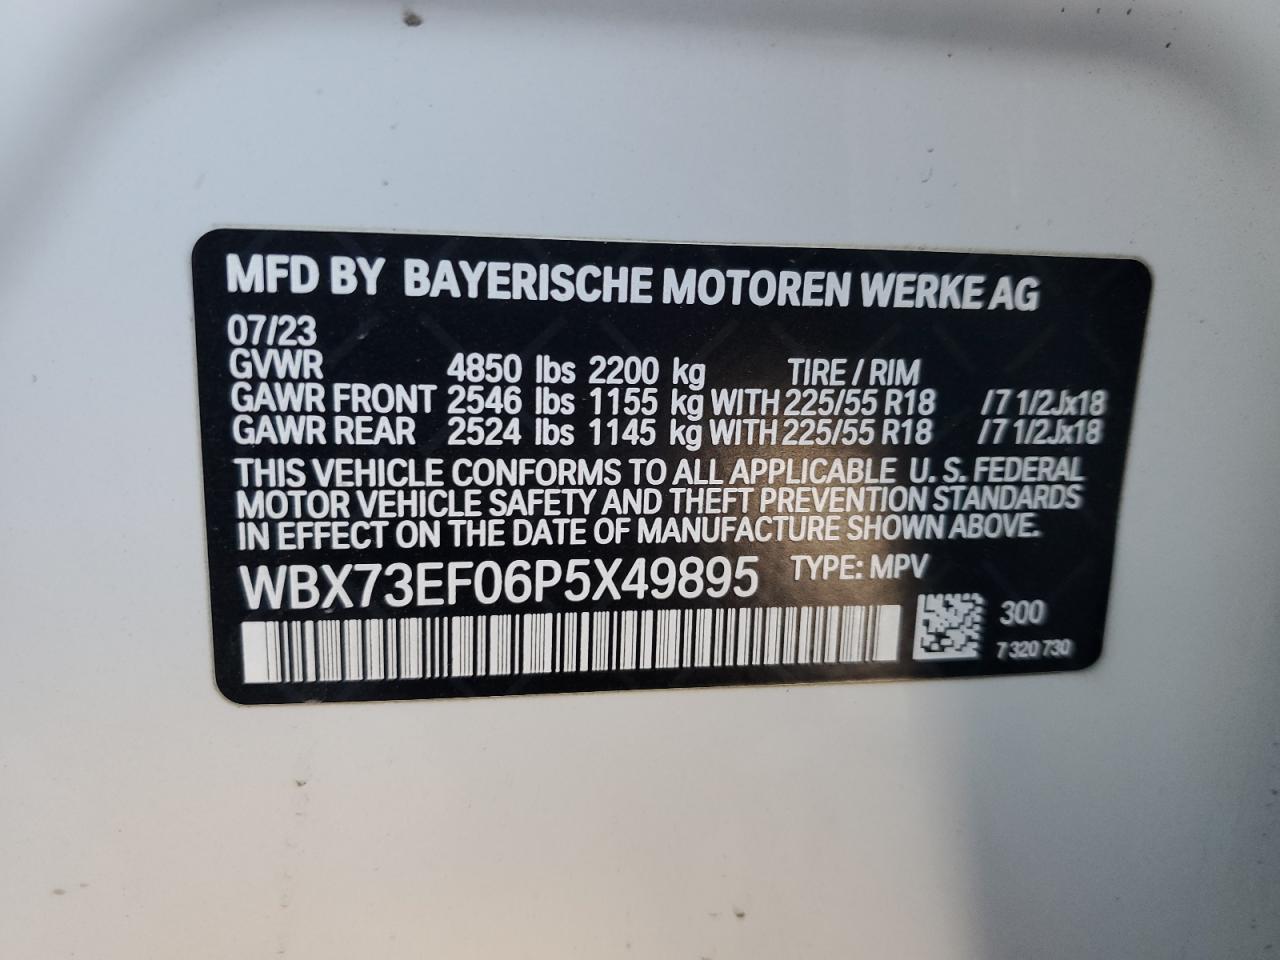 MFD BY BAYERISCHE MOTOREN WERKE AG
07/23
GVWR 4850 lbs 2200 kg TIRE / RIM
GAWR FRONT 2546 lbs 1155 kg WITH 225/55 R18 /7 1/2Jx18
GAWR REAR 2524 lbs 1145 kg WITH 225/55 R18 /7 1/2Jx18
THIS VEHICLE CONFORMS TO ALL APPLICABLE U. S. FEDERAL
MOTOR VEHICLE SAFETY AND THEFT PREVENTION STANDARDS
IN EFFECT ON THE DATE OF MANUFACTURE SHOWN ABOVE.
WBX73EF06P5X49895 TYPE: MPV
300
7 320 730